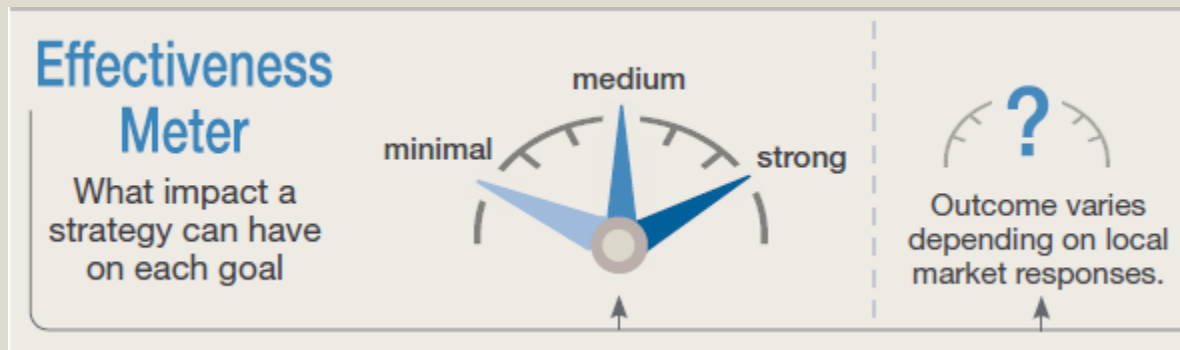 Effectiveness
Meter
What impact a
strategy can have
on each goal
minimal
medium
strong
?
Outcome varies
depending on local
market responses.